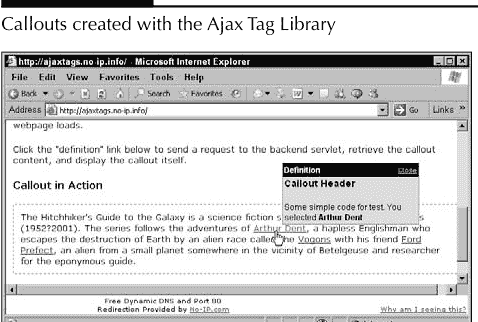 Callouts created with the Ajax Tag Library
http://ajaxtags.no-ip.info/ - Microsoft Internet Explorer
File Edit View Favorites Tools Help
Back Search Favorites
Address http://ajaxtags.no-ip.info/ Go Links »
webpage loads.
Click the "definition" link below to send a request to the backend servlet, retrieve the callout
content, and display the callout itself.
Definition Close
Callout in Action
Callout Header
Some simple code for test. You
selected Arthur Dent
The Hitchhiker's Guide to the Galaxy is a science fiction s
(1952?2001). The series follows the adventures of Arthur Dent, a hapless Englishman who
escapes the destruction of Earth by an alien race called the Vogons with his friend Ford
Prefect, an alien from a small planet somewhere in the vicinity of Betelgeuse and researcher
for the eponymous guide.
Free Dynamic DNS and Port 80
Redirection Provided by No-IP.com Why am I seeing this?